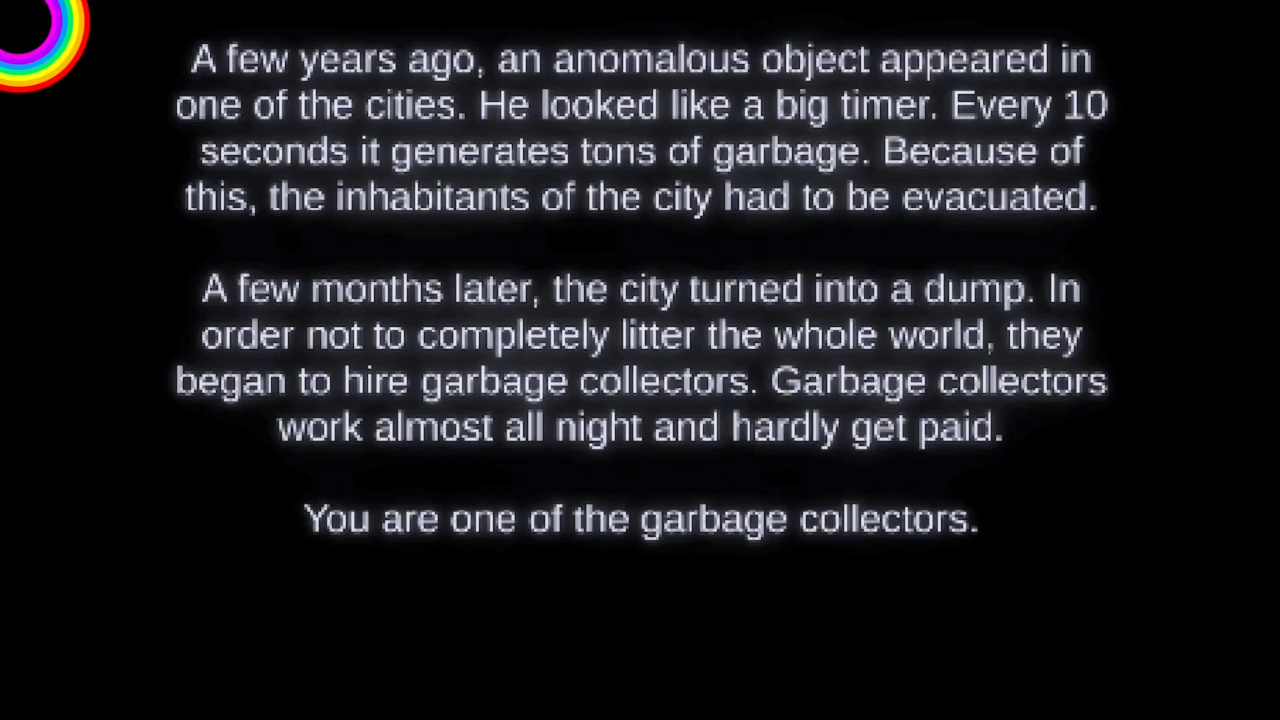 A few years ago, an anomalous object appeared in
one of the cities. He looked like a big timer. Every 10
seconds it generates tons of garbage. Because of
this, the inhabitants of the city had to be evacuated.
A few months later, the city turned into a dump. In
order not to completely litter the whole world, they
began to hire garbage collectors. Garbage collectors
work almost all night and hardly get paid.
You are one of the garbage collectors.